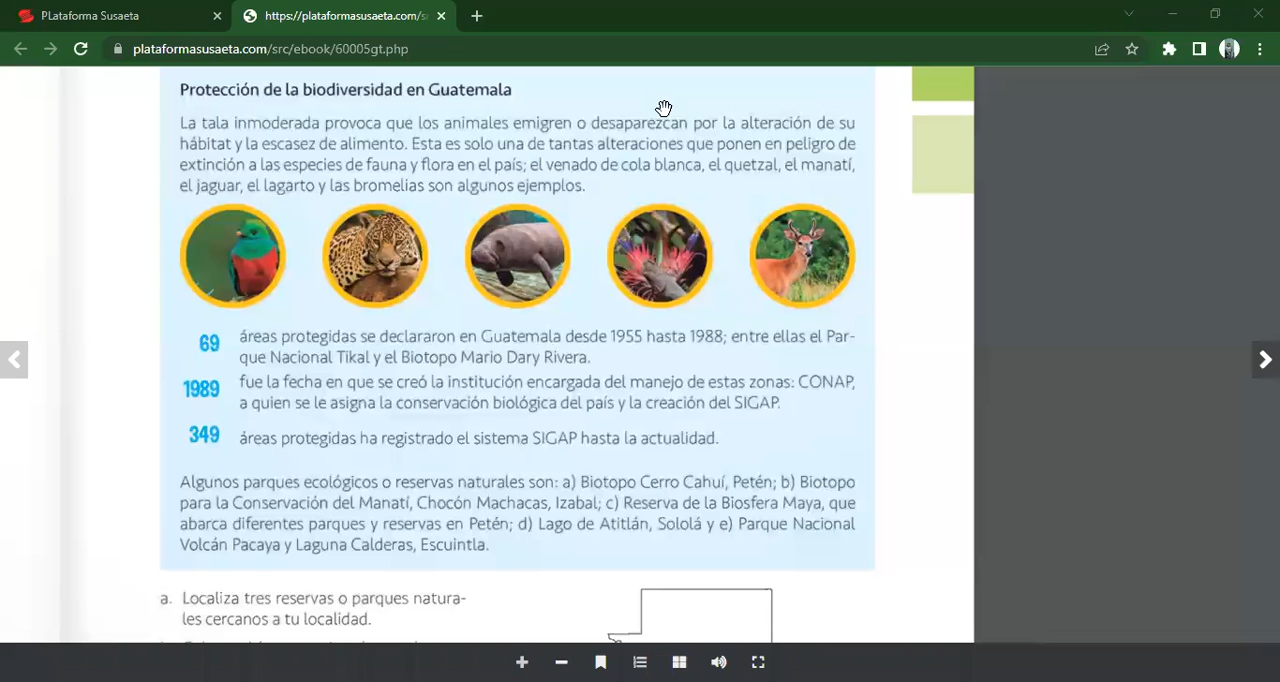 PLataforma Susaeta
https://plataformasusaeta.com/s
plataformasusaeta.com/src/ebook/60005gt.php
Protección de la biodiversidad en Guatemala
La tala inmoderada provoca que los animales emigren o desaparezcan por la alteración de su
hábitat y la escasez de alimento. Esta es solo una de tantas alteraciones que ponen en peligro de
extinción a las especies de fauna y flora en el país; el venado de cola blanca, el quetzal, el manatí,
el jaguar, el lagarto y las bromelias son algunos ejemplos.
69 áreas protegidas se declararon en Guatemala desde 1955 hasta 1988; entre ellas el Par-
que Nacional Tikal y el Biotopo Mario Dary Rivera.
1989 fue la fecha en que se creó la institución encargada del manejo de estas zonas: CONAP,
a quien se le asigna la conservación biológica del país y la creación del SIGAP.
349 áreas protegidas ha registrado el sistema SIGAP hasta la actualidad.
Algunos parques ecológicos o reservas naturales son: a) Biotopo Cerro Cahuí, Petén; b) Biotopo
para la Conservación del Manatí, Chocón Machacas, Izabal; c) Reserva de la Biosfera Maya, que
abarca diferentes parques y reservas en Petén; d) Lago de Atitlán, Sololá y e) Parque Nacional
Volcán Pacaya y Laguna Calderas, Escuintla.
a. Localiza tres reservas o parques natura-
les cercanos a tu localidad.